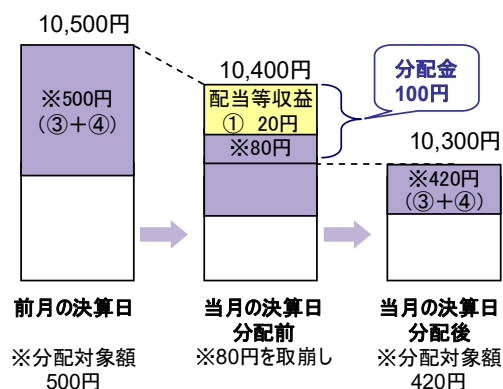 10,500円
※500円
(③+④)
前月の決算日
※分配対象額
500円
10,400円
配当等収益
① 20円
※80円
当月の決算日
分配前
※80円を取崩し
分配金
100円
10,300円
※420円
(③+④)
当月の決算日
分配後
※分配対象額
420円